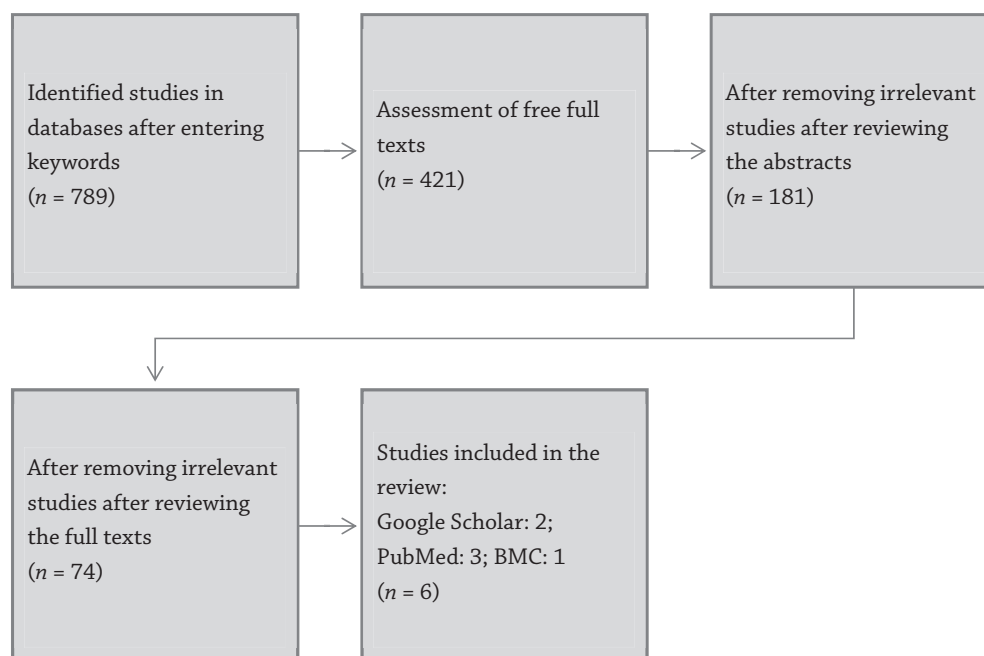 Identified studies in
databases after entering
keywords
(n = 789)
Assessment of free full
texts
(n = 421)
After removing irrelevant
studies after reviewing
the abstracts
(n = 181)
After removing irrelevant
studies after reviewing
the full texts
(n = 74)
Studies included in the
review:
Google Scholar: 2;
PubMed: 3; BMC: 1
(n = 6)